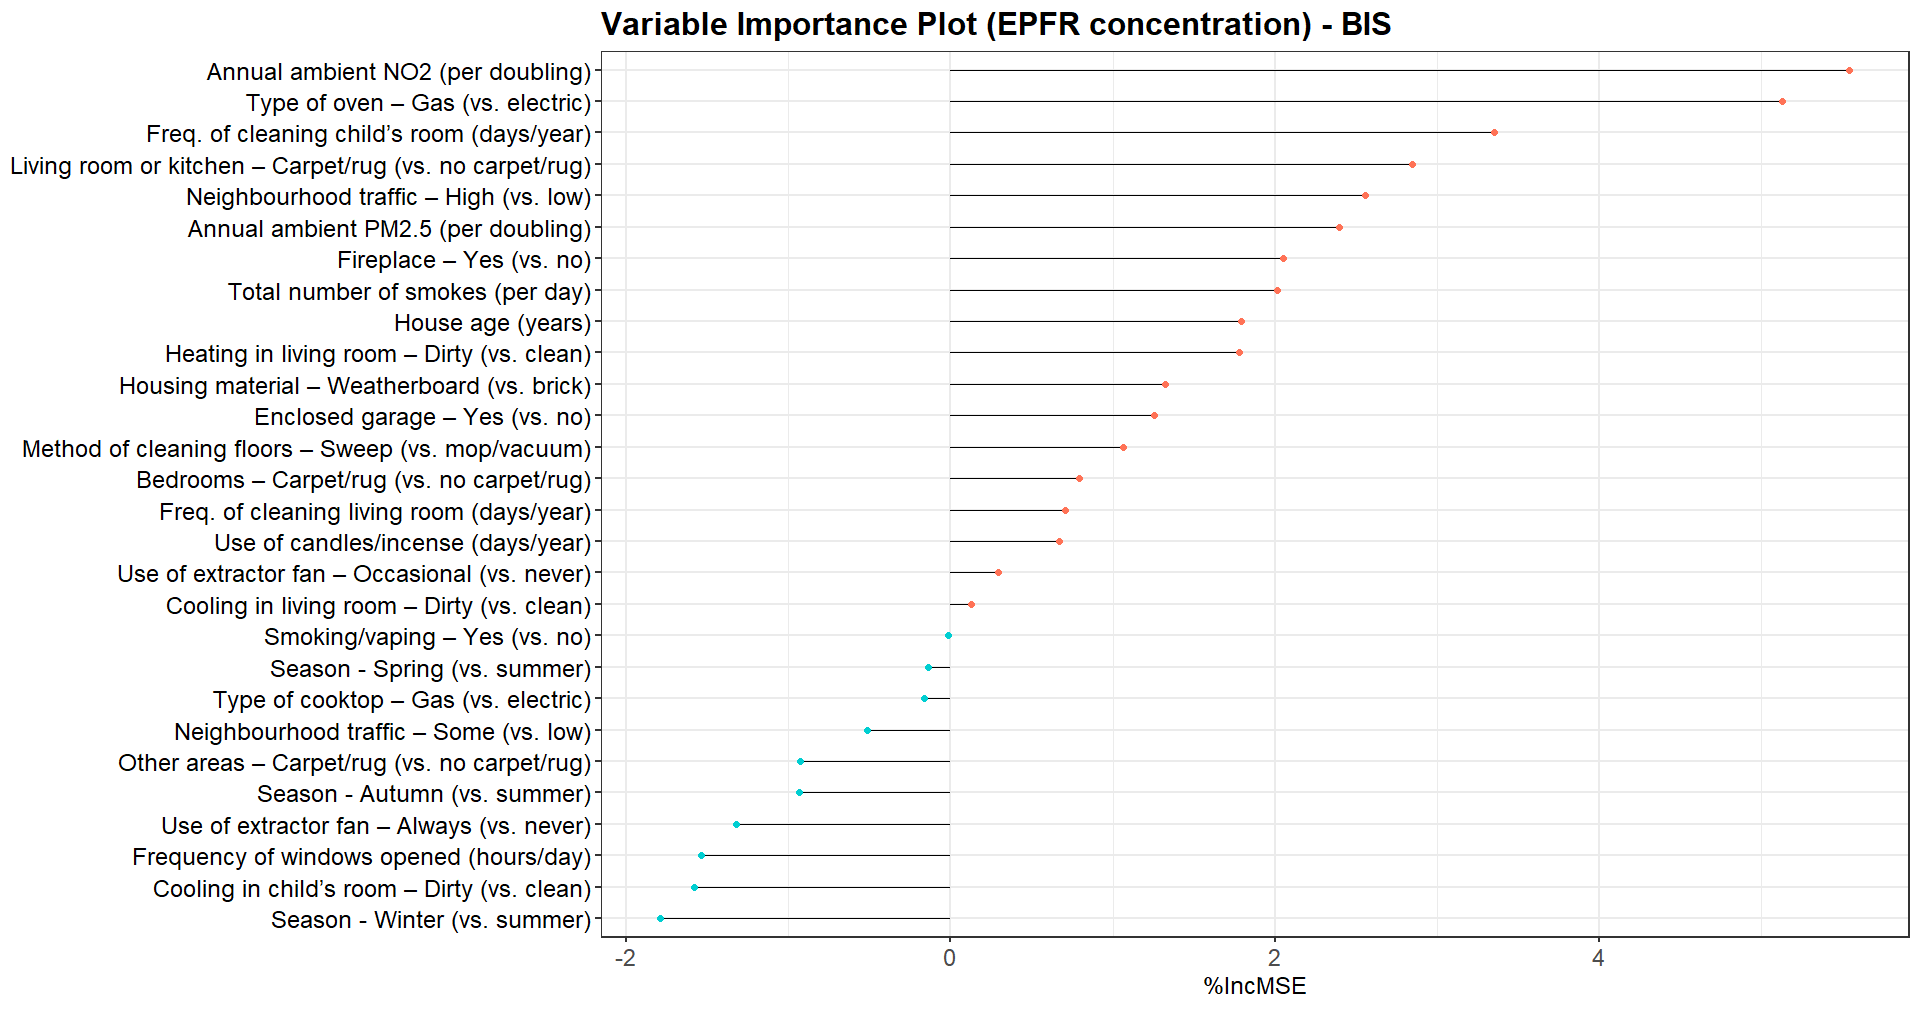 Variable Importance Plot (EPFR concentration) - BIS
Annual ambient NO2 (per doubling)
Type of oven – Gas (vs. electric)
Freq. of cleaning child’s room (days/year)
Living room or kitchen – Carpet/rug (vs. no carpet/rug)
Neighbourhood traffic – High (vs. low)
Annual ambient PM2.5 (per doubling)
Fireplace – Yes (vs. no)
Total number of smokes (per day)
House age (years)
Heating in living room – Dirty (vs. clean)
Housing material – Weatherboard (vs. brick)
Enclosed garage – Yes (vs. no)
Method of cleaning floors – Sweep (vs. mop/vacuum)
Bedrooms – Carpet/rug (vs. no carpet/rug)
Freq. of cleaning living room (days/year)
Use of candles/incense (days/year)
Use of extractor fan – Occasional (vs. never)
Cooling in living room – Dirty (vs. clean)
Smoking/vaping – Yes (vs. no)
Season - Spring (vs. summer)
Type of cooktop – Gas (vs. electric)
Neighbourhood traffic – Some (vs. low)
Other areas – Carpet/rug (vs. no carpet/rug)
Season - Autumn (vs. summer)
Use of extractor fan – Always (vs. never)
Frequency of windows opened (hours/day)
Cooling in child’s room – Dirty (vs. clean)
Season - Winter (vs. summer)
-2 0 2 4
%IncMSE